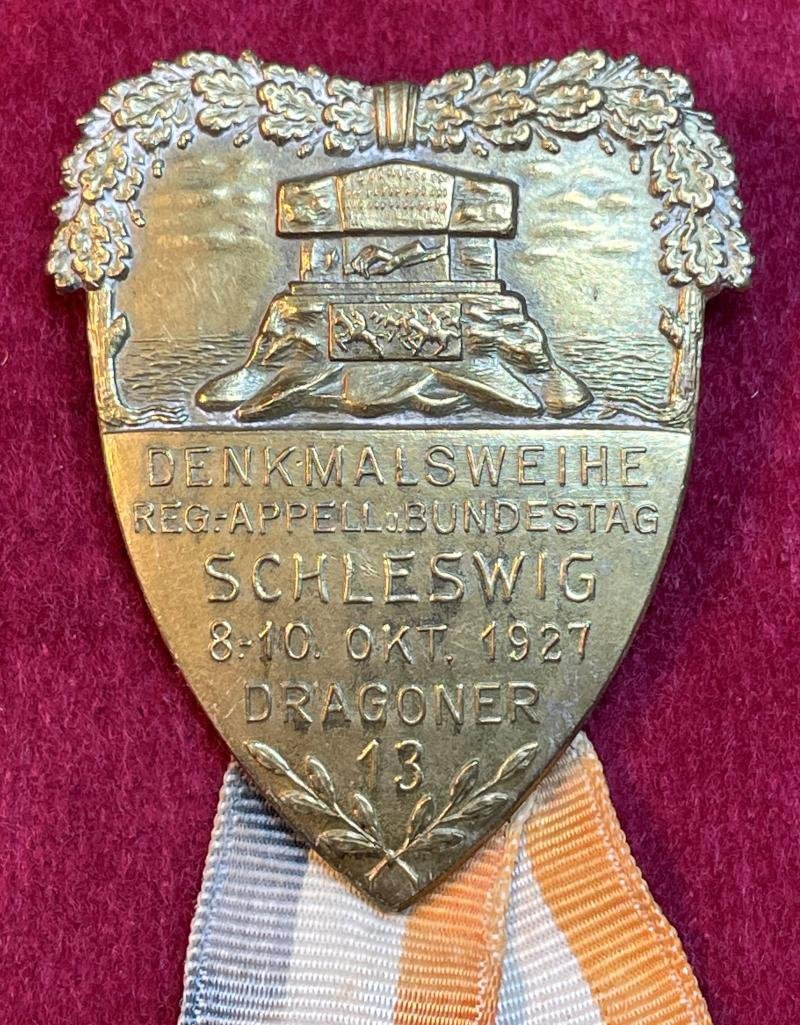 DENKMALSWEIHE
REG.-APPELL u. BUNDESTAG
SCHLESWIG
8.-10. OKT. 1927
DRAGONER
13